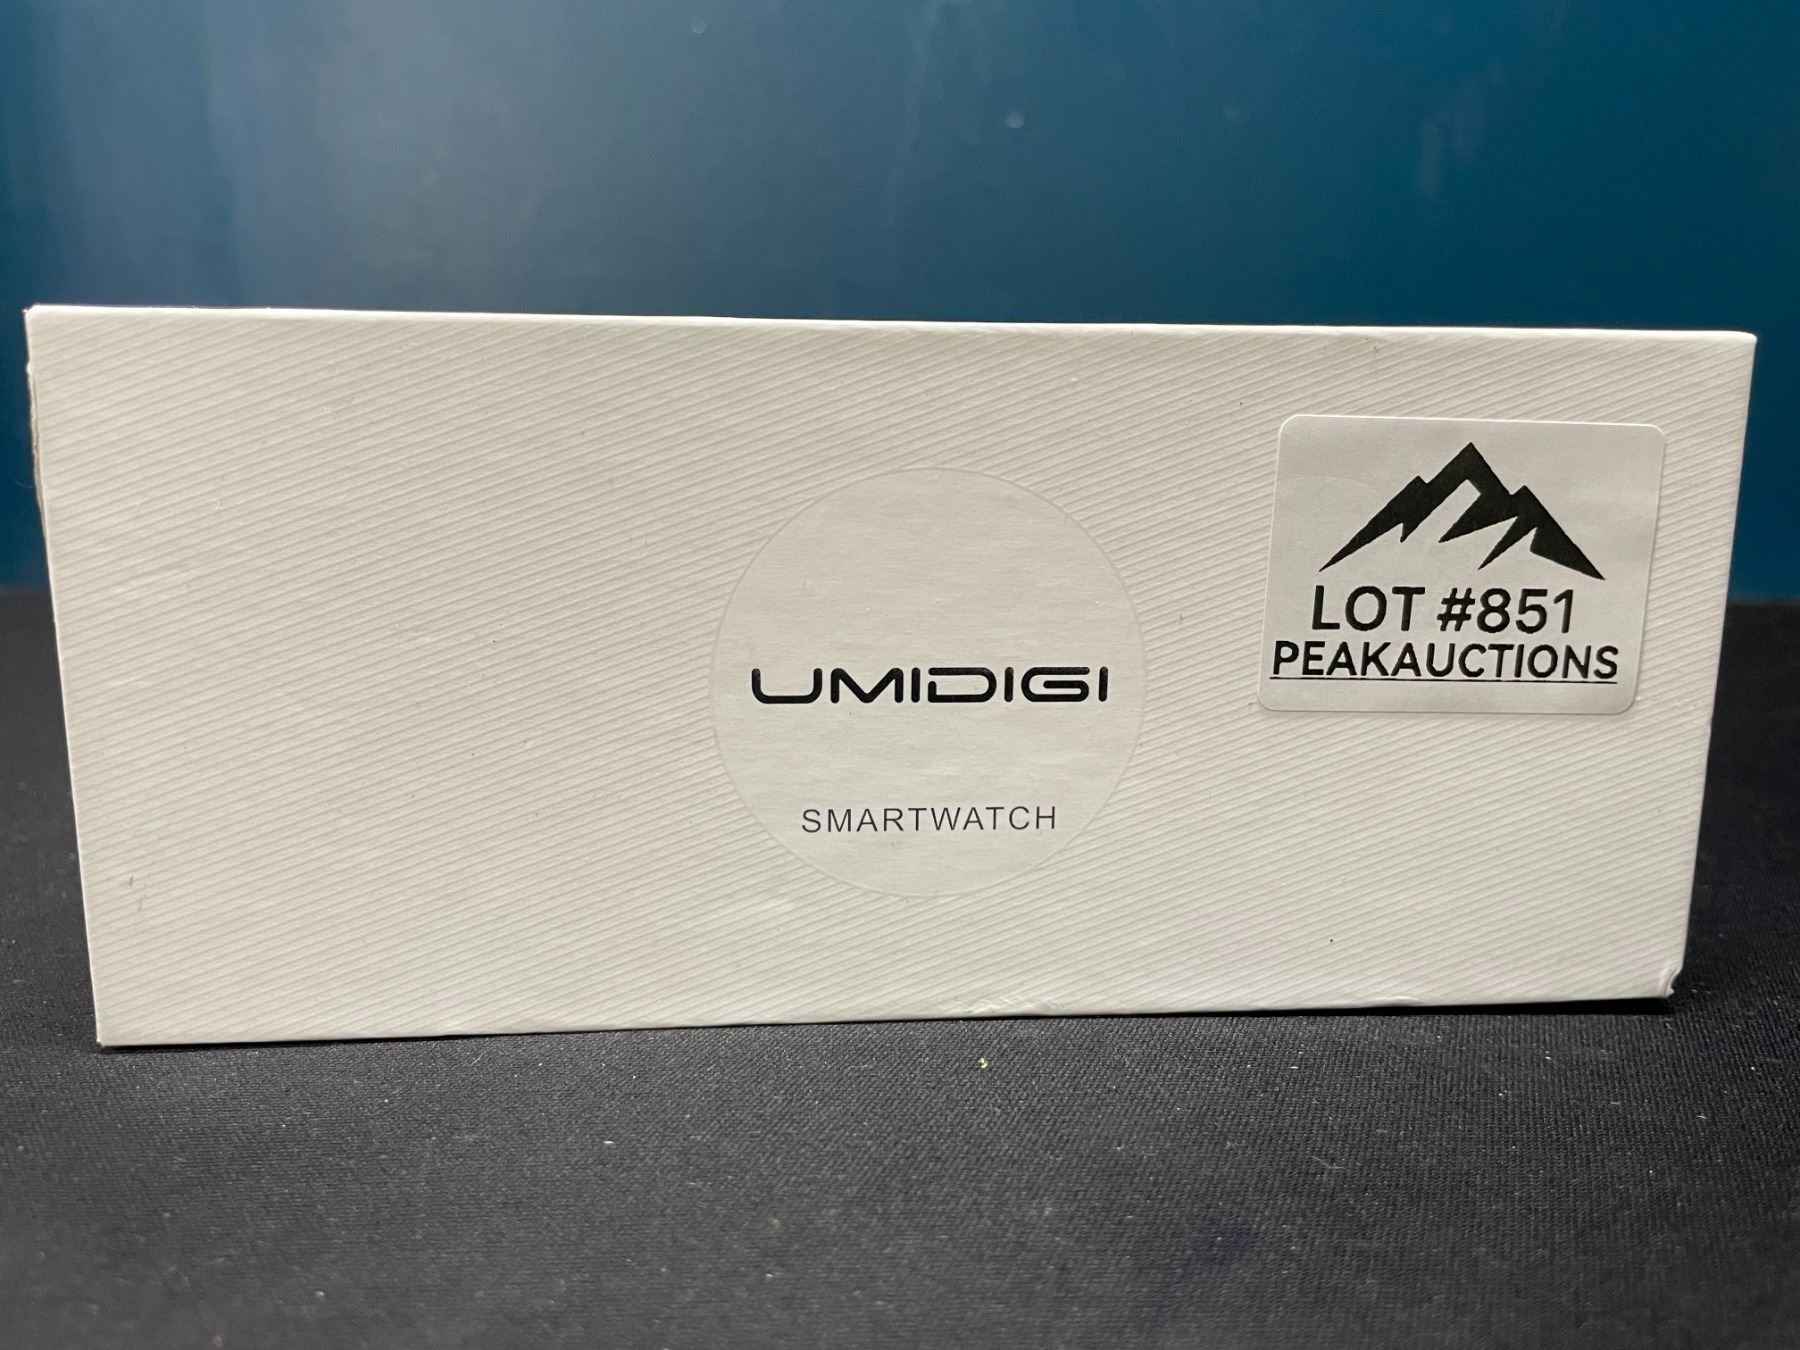 UMIDIGI
SMARTWATCH
LOT #851
PEAKAUCTIONS